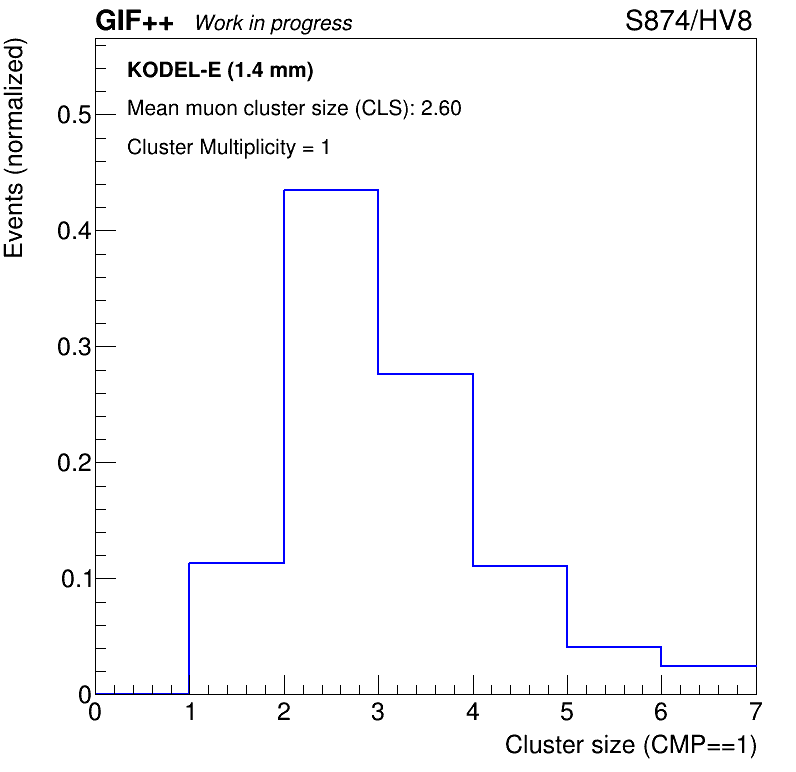 GIF++ Work in progress S874/HV8
KODEL-E (1.4 mm)
Mean muon cluster size (CLS): 2.60
Cluster Multiplicity = 1
Events (normalized)
0.5
0.4
0.3
0.2
0.1
0
0 1 2 3 4 5 6 7
Cluster size (CMP==1)